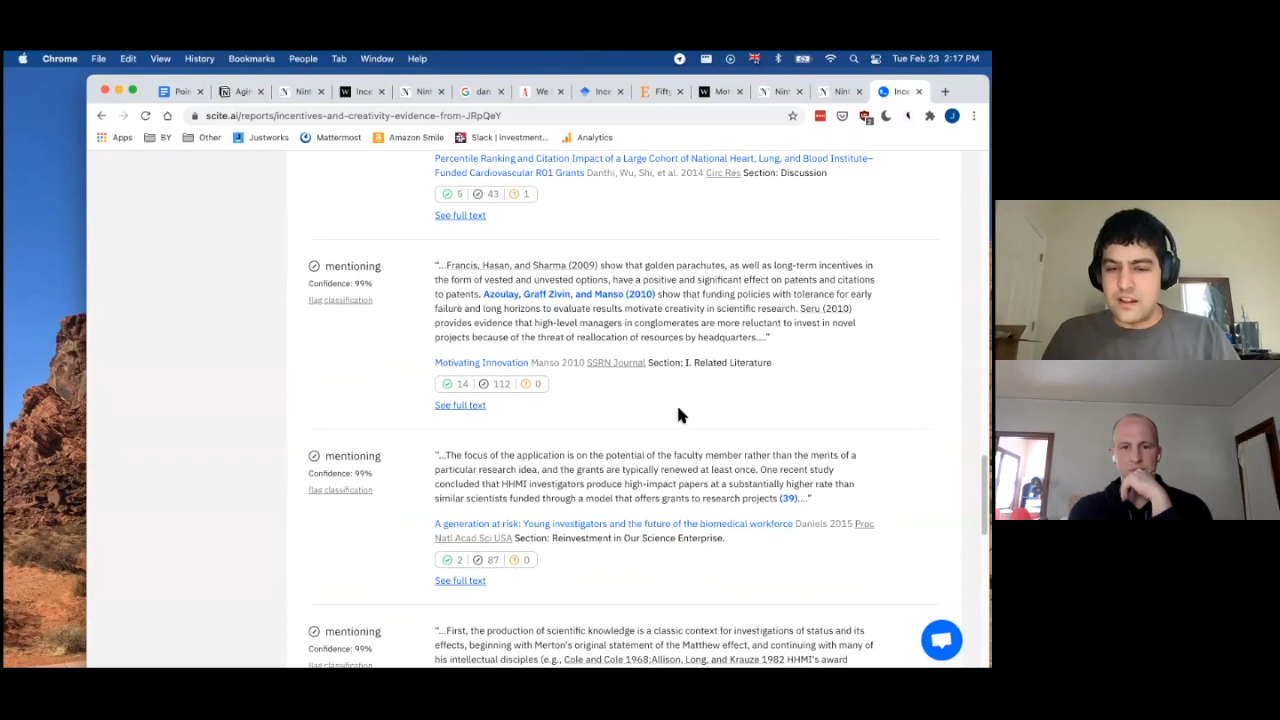 Chrome File Edit View History Bookmarks People Tab Window Help Tue Feb 23 2:17 PM
Poin Agin Nint Ince Nint dan We Ince Fift Mot Nint Nint Ince
scite.ai/reports/incentives-and-creativity-evidence-from-JRpQeY
Apps BY Other Justworks Mattermost Amazon Smile Slack | investment... Analytics
Percentile Ranking and Citation Impact of a Large Cohort of National Heart, Lung, and Blood Institute–
Funded Cardiovascular R01 Grants Danthi, Wu, Shi, et al. 2014 Circ Res Section: Discussion
5 43 1
See full text
mentioning
Confidence: 99%
flag classification
“...Francis, Hasan, and Sharma (2009) show that golden parachutes, as well as long-term incentives in
the form of vested and unvested options, have a positive and significant effect on patents and citations
to patents. Azoulay, Graff Zivin, and Manso (2010) show that funding policies with tolerance for early
failure and long horizons to evaluate results motivate creativity in scientific research. Seru (2010)
provides evidence that high-level managers in conglomerates are more reluctant to invest in novel
projects because of the threat of reallocation of resources by headquarters....”
Motivating Innovation Manso 2010 SSRN Journal Section: I. Related Literature
14 112 0
See full text
mentioning
Confidence: 99%
flag classification
“...The focus of the application is on the potential of the faculty member rather than the merits of a
particular research idea, and the grants are typically renewed at least once. One recent study
concluded that HHMI investigators produce high-impact papers at a substantially higher rate than
similar scientists funded through a model that offers grants to research projects (39)....”
A generation at risk: Young investigators and the future of the biomedical workforce Daniels 2015 Proc
Natl Acad Sci USA Section: Reinvestment in Our Science Enterprise.
2 87 0
See full text
mentioning
Confidence: 99%
flag classification
“...First, the production of scientific knowledge is a classic context for investigations of status and its
effects, beginning with Merton's original statement of the Matthew effect, and continuing with many of
his intellectual disciples (e.g., Cole and Cole 1968;Allison, Long, and Krauze 1982 HHMI's award